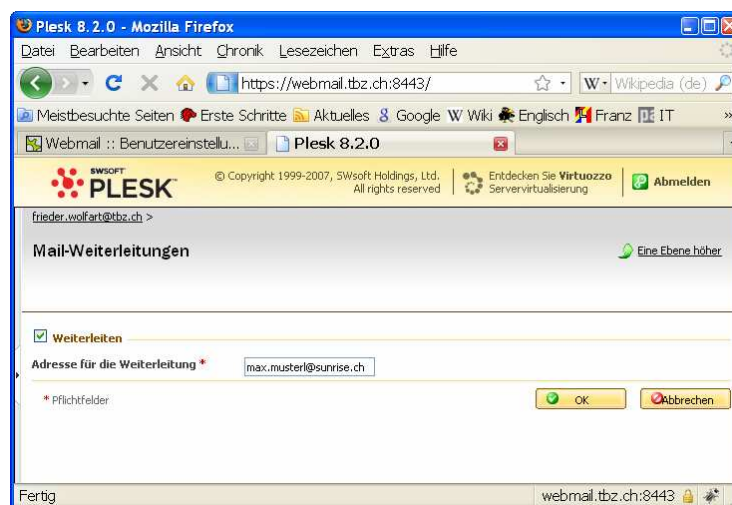 Plesk 8.2.0 - Mozilla Firefox
Datei Bearbeiten Ansicht Chronik Lesezeichen Extras Hilfe
https://webmail.tbz.ch:8443/ W Wikipedia (de)
Meistbesuchte Seiten Erste Schritte Aktuelles Google W Wiki Englisch Franz IT »
Webmail :: Benutzereinstellu... Plesk 8.2.0
SWSOFT
PLESK™
© Copyright 1999-2007, SWsoft Holdings, Ltd.
All rights reserved
Entdecken Sie Virtuozzo
Servervirtualisierung
Abmelden
frieder.wolfart@tbz.ch >
Mail-Weiterleitungen
Eine Ebene höher
Weiterleiten
Adresse für die Weiterleitung * max.musterl@sunrise.ch
* Pflichtfelder
OK Abbrechen
Fertig webmail.tbz.ch:8443